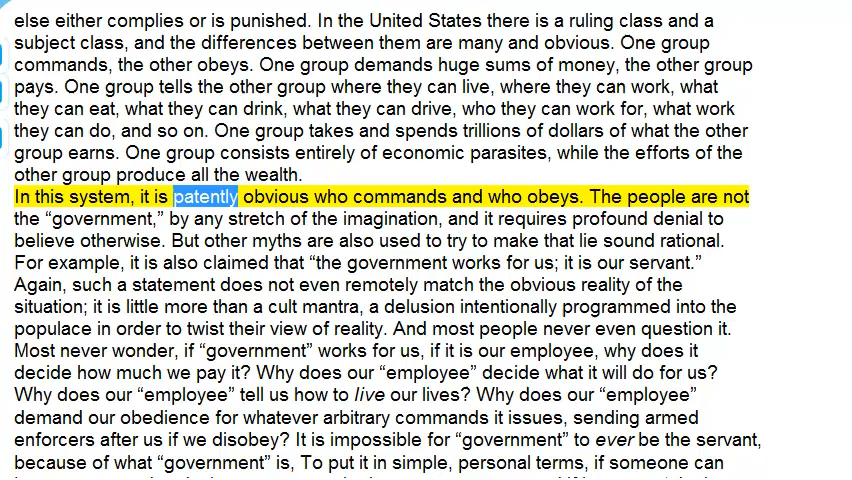 else either complies or is punished. In the United States there is a ruling class and a
subject class, and the differences between them are many and obvious. One group
commands, the other obeys. One group demands huge sums of money, the other group
pays. One group tells the other group where they can live, where they can work, what
they can eat, what they can drink, what they can drive, who they can work for, what work
they can do, and so on. One group takes and spends trillions of dollars of what the other
group earns. One group consists entirely of economic parasites, while the efforts of the
other group produce all the wealth.
In this system, it is patently obvious who commands and who obeys. The people are not
the “government,” by any stretch of the imagination, and it requires profound denial to
believe otherwise. But other myths are also used to try to make that lie sound rational.
For example, it is also claimed that “the government works for us; it is our servant.”
Again, such a statement does not even remotely match the obvious reality of the
situation; it is little more than a cult mantra, a delusion intentionally programmed into the
populace in order to twist their view of reality. And most people never even question it.
Most never wonder, if “government” works for us, if it is our employee, why does it
decide how much we pay it? Why does our “employee” decide what it will do for us?
Why does our “employee” tell us how to live our lives? Why does our “employee”
demand our obedience for whatever arbitrary commands it issues, sending armed
enforcers after us if we disobey? It is impossible for “government” to ever be the servant,
because of what “government” is, To put it in simple, personal terms, if someone can